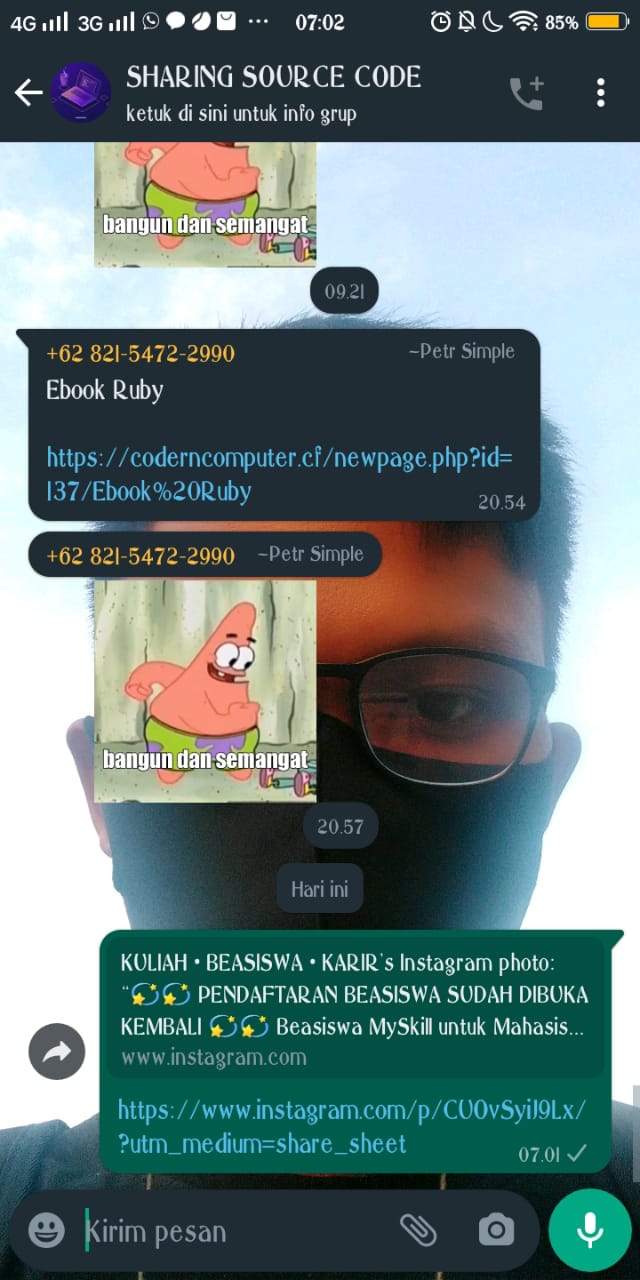 4G 3G 07:02 85%
SHARING SOURCE CODE
ketuk di sini untuk info grup
bangun dan semangat
09.21
+62 821-5472-2990 ~Petr Simple
Ebook Ruby
https://coderncomputer.cf/newpage.php?id=
137/Ebook%20Ruby
20.54
+62 821-5472-2990 ~Petr Simple
bangun dan semangat
20.57
Hari ini
KULIAH • BEASISWA • KARIR's Instagram photo:
"💫💫 PENDAFTARAN BEASISWA SUDAH DIBUKA
KEMBALI 💫💫 Beasiswa MySkill untuk Mahasis...
www.instagram.com
https://www.instagram.com/p/CU0vSyiJ9Lx/
?utm_medium=share_sheet
07.01
Kirim pesan